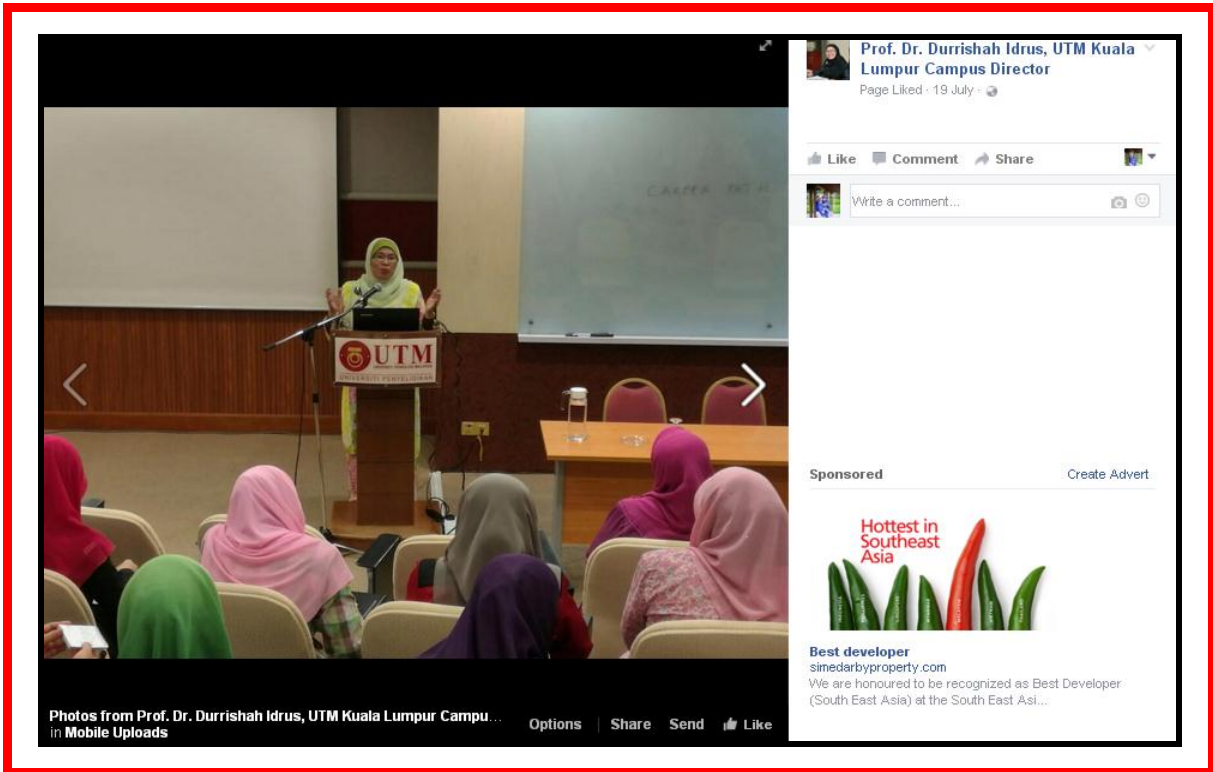 Prof. Dr. Durrishah Idrus, UTM Kuala
Lumpur Campus Director
Page Liked · 19 July ·
Like Comment Share
Write a comment...
CAREER PATH
UTM
UNIVERSITI PENYELIDIKAN
Sponsored Create Advert
Hottest in
Southeast
Asia
Best developer
simedarbyproperty.com
We are honoured to be recognized as Best Developer
(South East Asia) at the South East Asi...
Photos from Prof. Dr. Durrishah Idrus, UTM Kuala Lumpur Campu...
in Mobile Uploads
Options Share Send Like